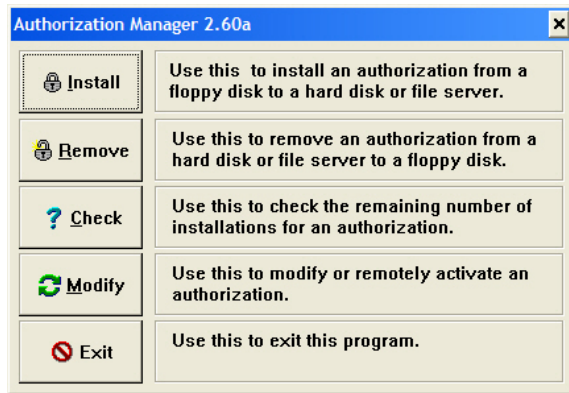 Authorization Manager 2.60a
Install
Use this  to install an authorization from a
floppy disk to a hard disk or file server.
Remove
Use this to remove an authorization from a
hard disk or file server to a floppy disk.
? Check
Use this to check the remaining number of
installations for an authorization.
Modify
Use this to modify or remotely activate an
authorization.
Exit
Use this to exit this program.